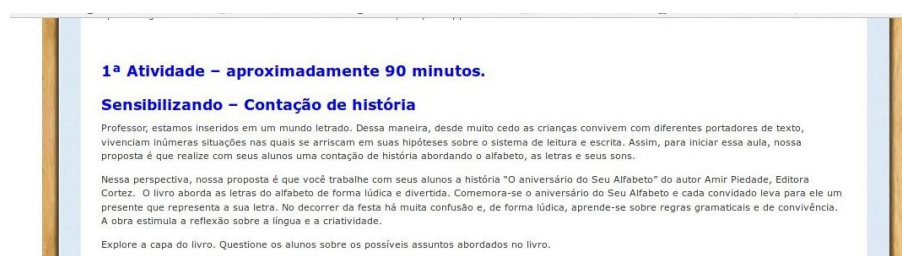 1ª Atividade – aproximadamente 90 minutos.
Sensibilizando – Contação de história
Professor, estamos inseridos em um mundo letrado. Dessa maneira, desde muito cedo as crianças convivem com diferentes portadores de texto,
vivenciam inúmeras situações nas quais se arriscam em suas hipóteses sobre o sistema de leitura e escrita. Assim, para iniciar essa aula, nossa
proposta é que realize com seus alunos uma contação de história abordando o alfabeto, as letras e seus sons.
Nessa perspectiva, nossa proposta é que você trabalhe com seus alunos a história "O aniversário do Seu Alfabeto" do autor Amir Piedade, Editora
Cortez. O livro aborda as letras do alfabeto de forma lúdica e divertida. Comemora-se o aniversário do Seu Alfabeto e cada convidado leva para ele um
presente que representa a sua letra. No decorrer da festa há muita confusão e, de forma lúdica, aprende-se sobre regras gramaticais e de convivência.
A obra estimula a reflexão sobre a língua e a criatividade.
Explore a capa do livro. Questione os alunos sobre os possíveis assuntos abordados no livro.